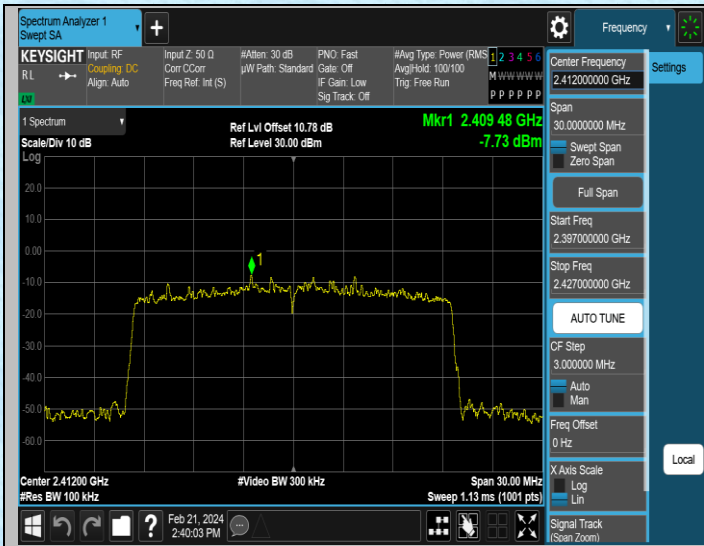 Spectrum Analyzer 1
Swept SA
+
Frequency
KEYSIGHT
RL
LXI
Input: RF
Coupling: DC
Align: Auto
Input Z: 50 Ω
Corr CCorr
Freq Ref: Int (S)
#Atten: 30 dB
µW Path: Standard
PNO: Fast
Gate: Off
IF Gain: Low
Sig Track: Off
#Avg Type: Power (RMS
Avg|Hold: 100/100
Trig: Free Run
1 2 3 4 5 6
M W W W W W
P P P P P P
Center Frequency
2.412000000 GHz
Settings
Span
30.0000000 MHz
Swept Span
Zero Span
Full Span
Start Freq
2.397000000 GHz
Stop Freq
2.427000000 GHz
AUTO TUNE
CF Step
3.000000 MHz
Auto
Man
Freq Offset
0 Hz
X Axis Scale
Log
Lin
Signal Track
(Span Zoom)
Local
1 Spectrum
Scale/Div 10 dB
Log
Ref Lvl Offset 10.78 dB
Ref Level 30.00 dBm
Mkr1 2.409 48 GHz
-7.73 dBm
20.0
10.0
0.00
-10.0
-20.0
-30.0
-40.0
-50.0
-60.0
1
Center 2.41200 GHz
#Res BW 100 kHz
#Video BW 300 kHz
Span 30.00 MHz
Sweep 1.13 ms (1001 pts)
?
Feb 21, 2024
2:40:03 PM